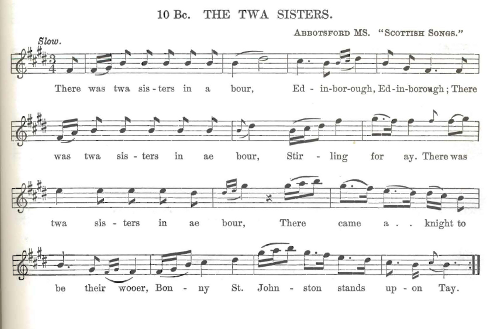 10 Bc. THE TWA SISTERS.
ABBOTSFORD MS. "SCOTTISH SONGS."
Slow.
There was twa sis-ters in a bour, Ed - in-bor-ough, Ed-in-borough; There
was twa sis - ters in ae bour, Stir - ling for ay. There was
twa sis - ters in ae bour, There came a . . knight to
be their wooer, Bon - ny St. John - ston stands up - on Tay.